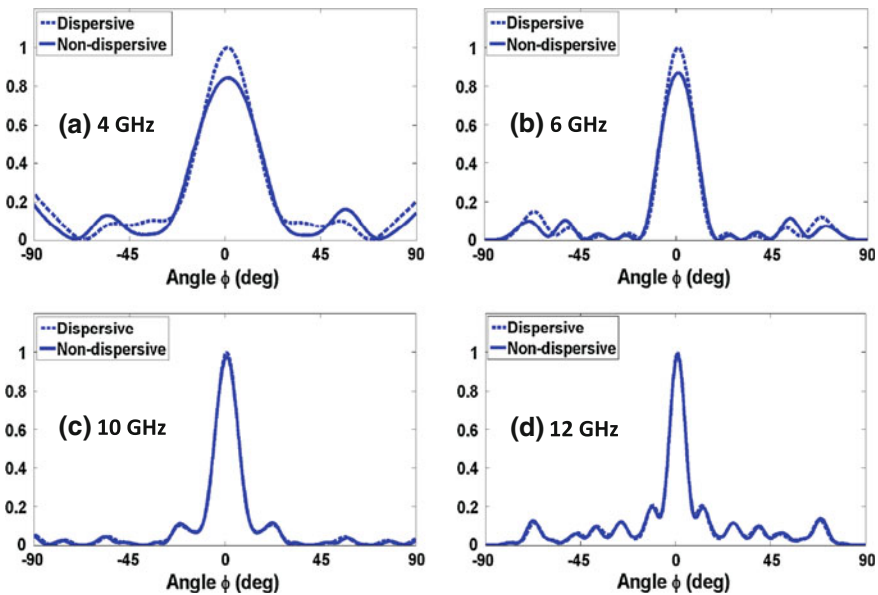 Dispersive
Non-dispersive
1
0.8
0.6
0.4
0.2
0
(a) 4 GHz
-90 -45 0 45 90
Angle ϕ (deg)
Dispersive
Non-dispersive
1
0.8
0.6
0.4
0.2
0
(b) 6 GHz
-90 -45 0 45 90
Angle ϕ (deg)
Dispersive
Non-dispersive
1
0.8
0.6
0.4
0.2
0
(c) 10 GHz
-90 -45 0 45 90
Angle ϕ (deg)
Dispersive
Non-dispersive
1
0.8
0.6
0.4
0.2
0
(d) 12 GHz
-90 -45 0 45 90
Angle ϕ (deg)